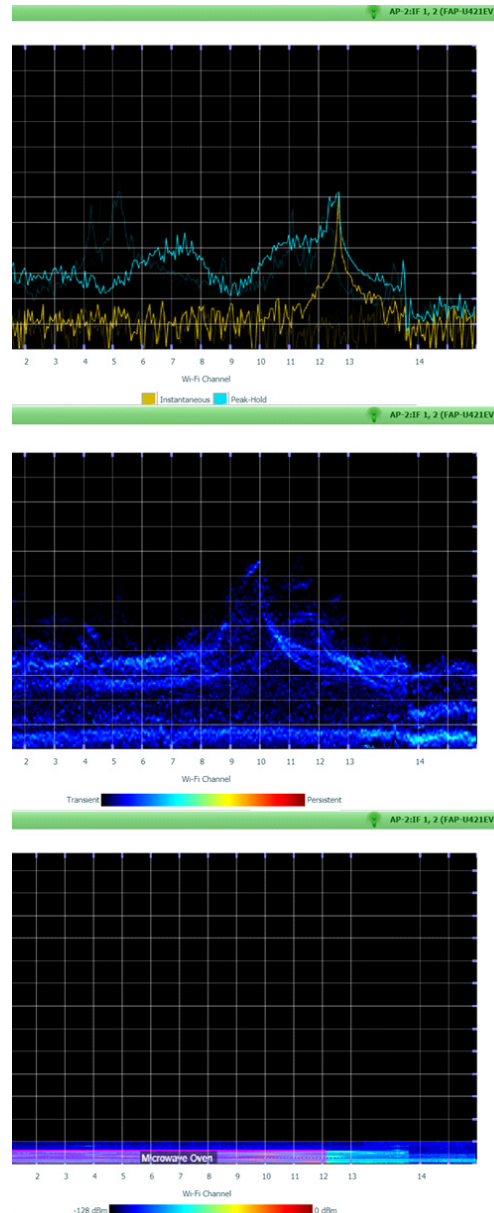 AP-2:IF 1, 2 (FAP-U421EV
2 3 4 5 6 7 8 9 10 11 12 13 14
Wi-Fi Channel
Instantaneous Peak-Hold
AP-2:IF 1, 2 (FAP-U421EV
2 3 4 5 6 7 8 9 10 11 12 13 14
Wi-Fi Channel
Transient Persistent
AP-2:IF 1, 2 (FAP-U421EV
Microwave Oven
2 3 4 5 6 7 8 9 10 11 12 13 14
Wi-Fi Channel
-128 dBm 0 dBm